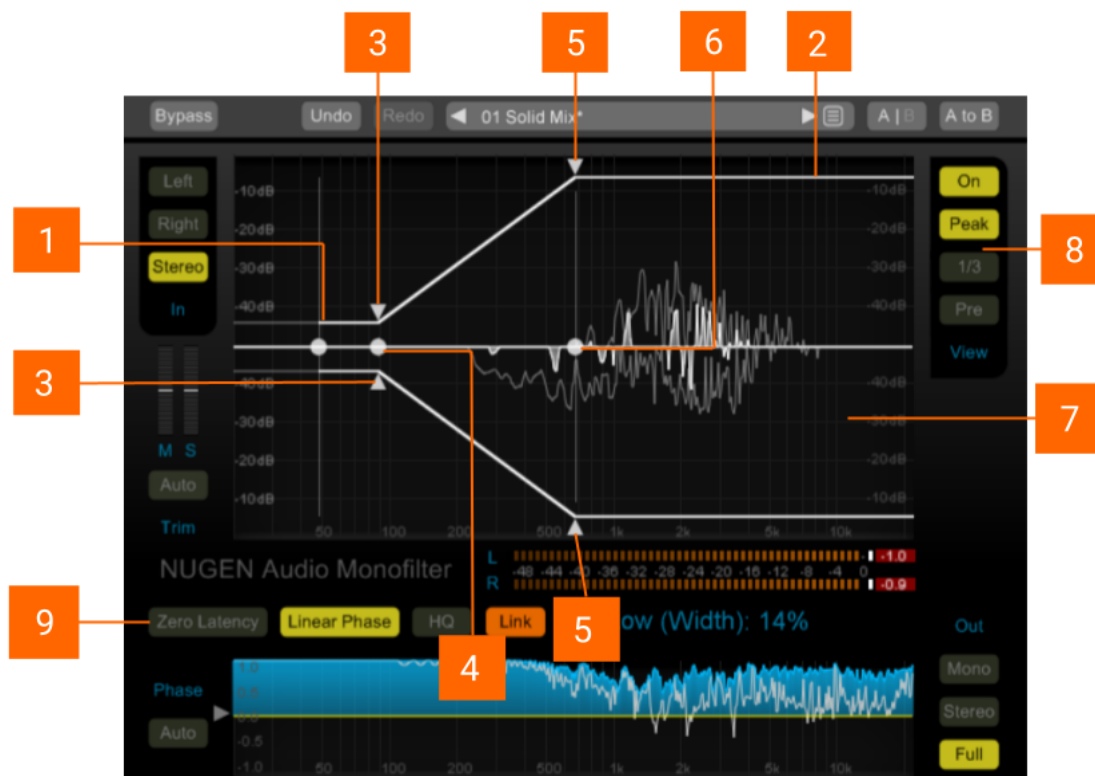 3
5
6
2
Bypass
Undo
Redo
01 Solid Mix*
A | B
A to B
Left
Right
Stereo
In
1
3
M S
Auto
Trim
-10dB
-20dB
-30dB
-40dB
-40dB
-30dB
-20dB
-10dB
-10dB
-20dB
-30dB
-40dB
-40dB
-30dB
-20dB
-10dB
50 100 200 500 1k 2k 5k 10k
On
Peak
1/3
Pre
View
8
7
NUGEN Audio Monofilter
L
R
-48 -44 -40 -36 -32 -28 -24 -20 -16 -12 -8 -4 0
-1.0
-0.9
9
Zero Latency
Linear Phase
HQ
Link
5
ow (Width): 14%
Out
4
Phase
Auto
1.0
0.5
0.0
-0.5
-1.0
50 100 200 500 1k 2k 5k 10k
Mono
Stereo
Full